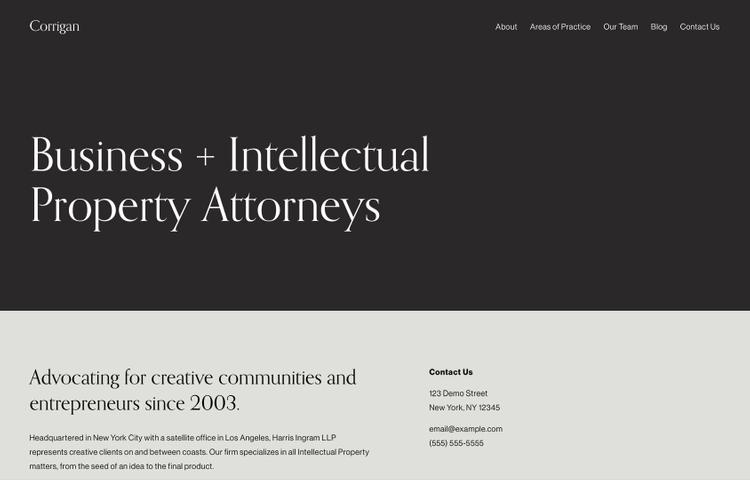 Corrigan
About Areas of Practice Our Team Blog Contact Us
Business + Intellectual
Property Attorneys
Advocating for creative communities and
entrepreneurs since 2003.
Headquartered in New York City with a satellite office in Los Angeles, Harris Ingram LLP
represents creative clients on and between coasts. Our firm specializes in all Intellectual Property
matters, from the seed of an idea to the final product.
Contact Us
123 Demo Street
New York, NY 12345
email@example.com
(555) 555-5555